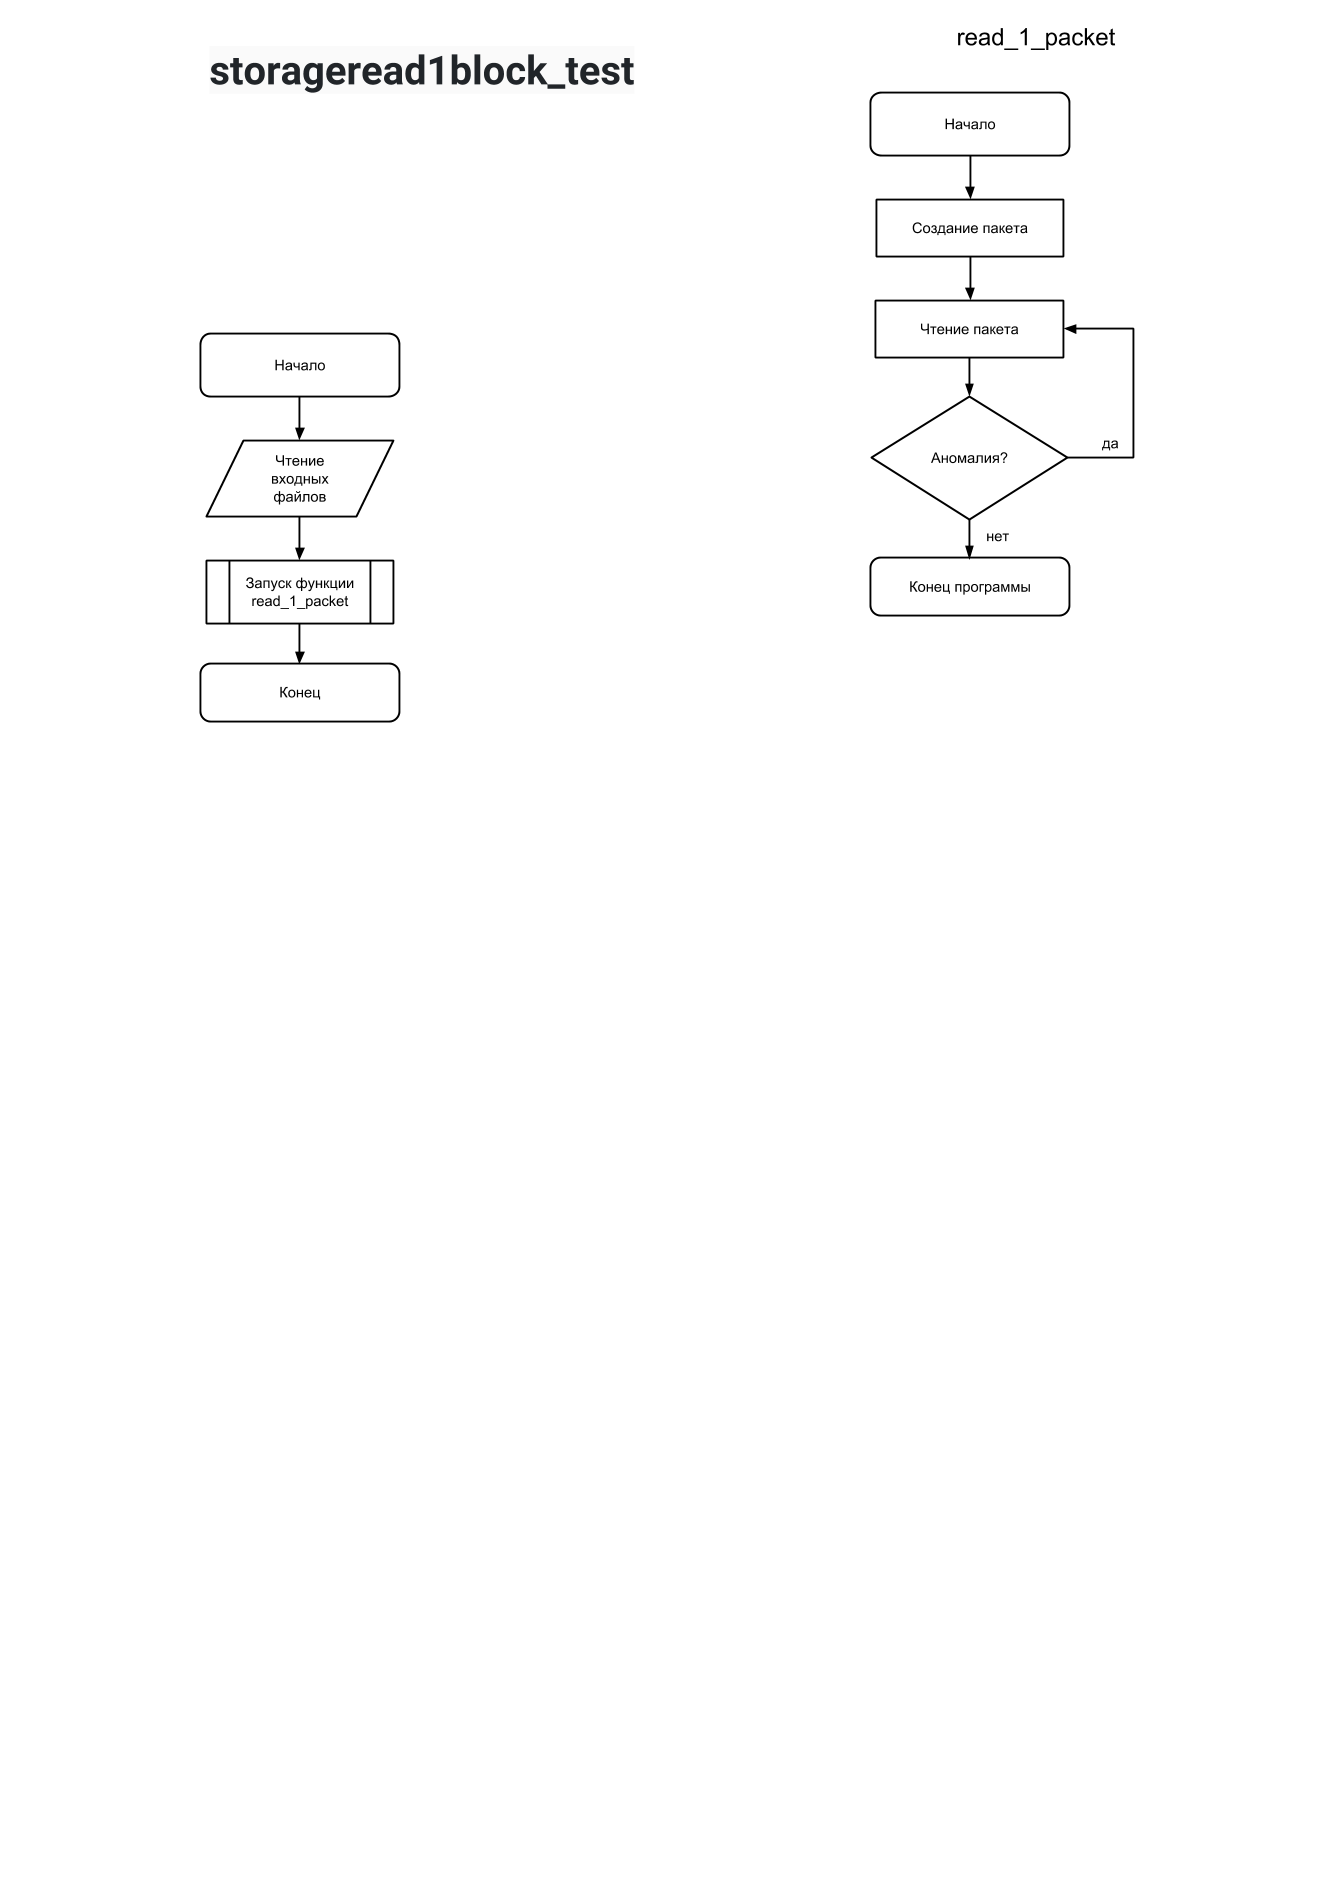 storageread1block_test
Начало
Чтение
входных
файлов
Запуск функции
read_1_packet
Конец
read_1_packet
Начало
Создание пакета
Чтение пакета
Аномалия?
да
нет
Конец программы